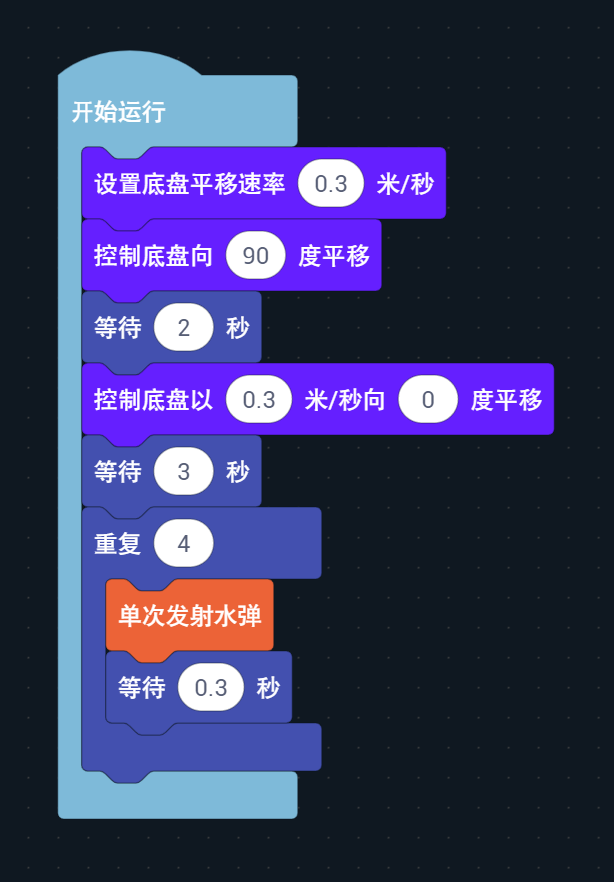 开始运行
设置底盘平移速率 0.3 米/秒
控制底盘向 90 度平移
等待 2 秒
控制底盘以 0.3 米/秒向 0 度平移
等待 3 秒
重复 4
单次发射水弹
等待 0.3 秒